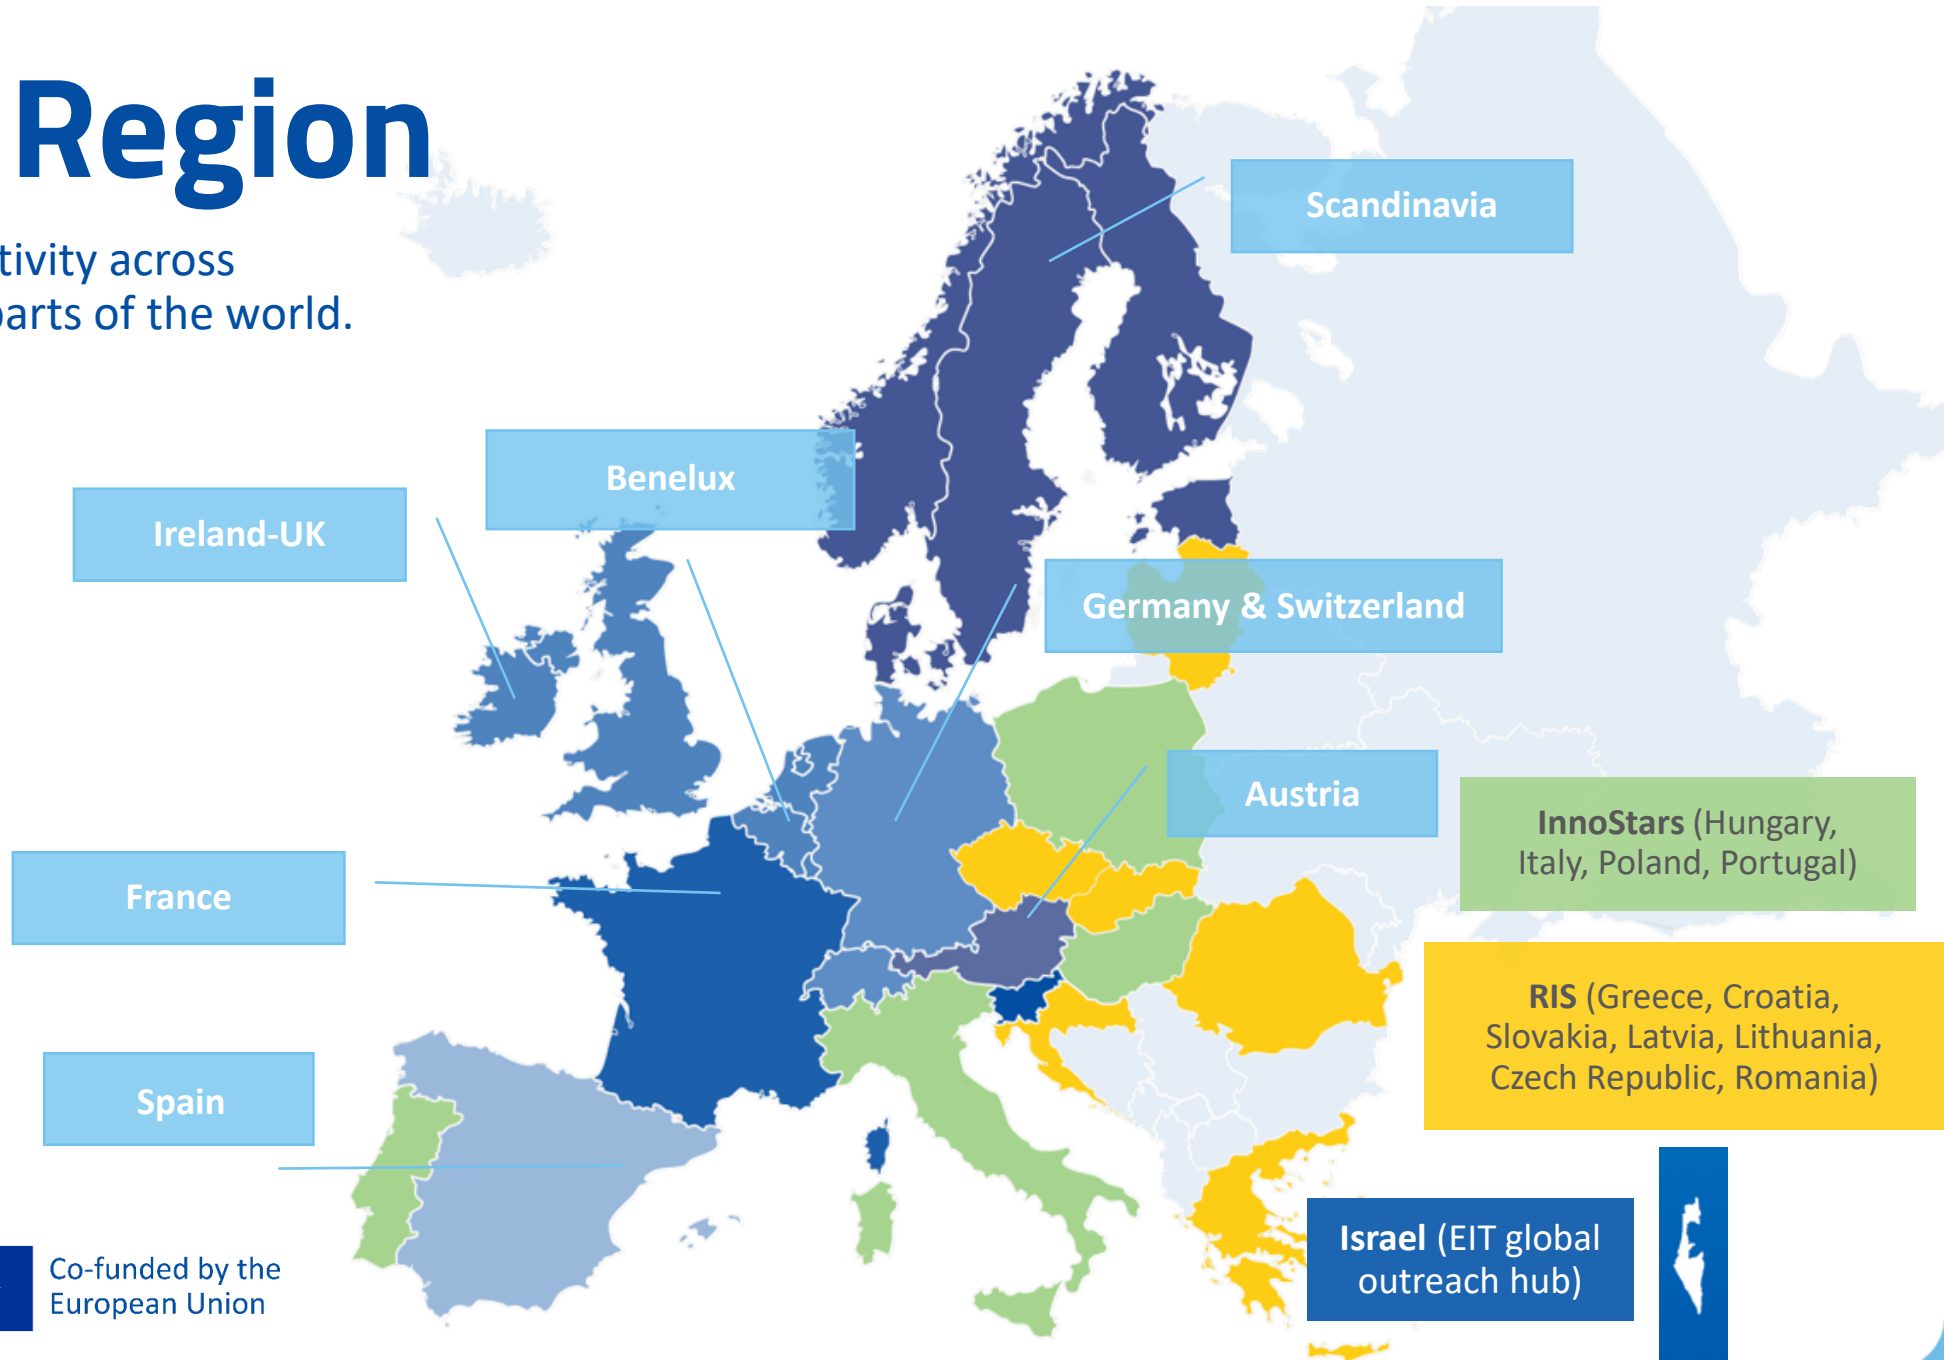 Region
tivity across
parts of the world.
Scandinavia
Benelux
Ireland-UK
Germany & Switzerland
Austria
InnoStars (Hungary,
Italy, Poland, Portugal)
France
RIS (Greece, Croatia,
Slovakia, Latvia, Lithuania,
Czech Republic, Romania)
Spain
Israel (EIT global
outreach hub)
Co-funded by the
European Union